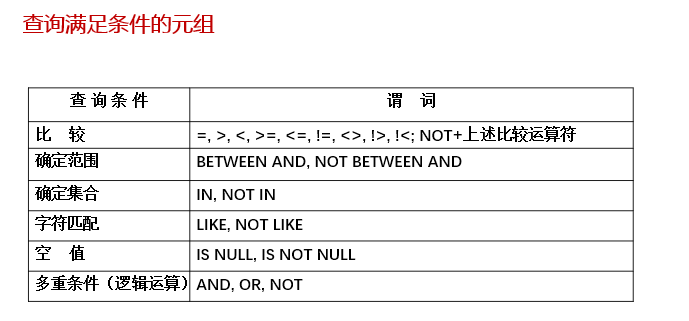 查询满足条件的元组
查 询 条 件	谓 词
比 较	=, >, <, >=, <=, !=, <>, !>, !<; NOT+上述比较运算符
确定范围	BETWEEN AND, NOT BETWEEN AND
确定集合	IN, NOT IN
字符匹配	LIKE, NOT LIKE
空 值	IS NULL, IS NOT NULL
多重条件（逻辑运算）	AND, OR, NOT